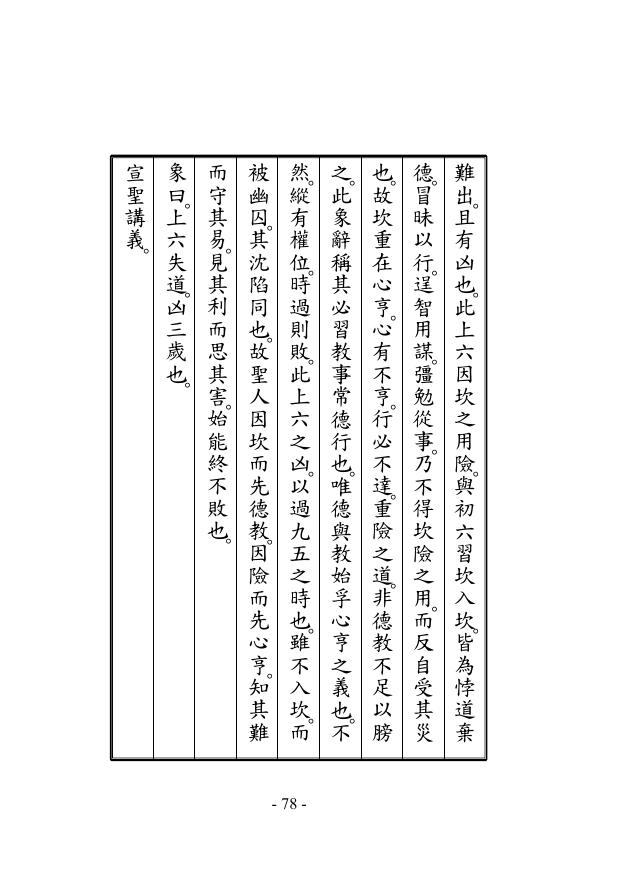 難出。且有凶也。此上六因坎之用險。與初六習坎入坎。皆為悖道棄
德。冒昧以行。逞智用謀。彊勉從事。乃不得坎險之用。而反自受其災
也。故坎重在心亨。心有不亨。行必不達。重險之道。非德教不足以膀
之。此象辭稱其必習教事常德行也。唯德與教始孚心亨之義也。不
然。縱有權位。時過則敗。此上六之凶。以過九五之時也。雖不入坎。而
被幽囚。其沈陷同也。故聖人因坎而先德教。因險而先心亨。知其難
而守其易。見其利而思其害。始能終不敗也。
象曰。上六失道。凶三歲也。
宣聖講義。
- 78 -